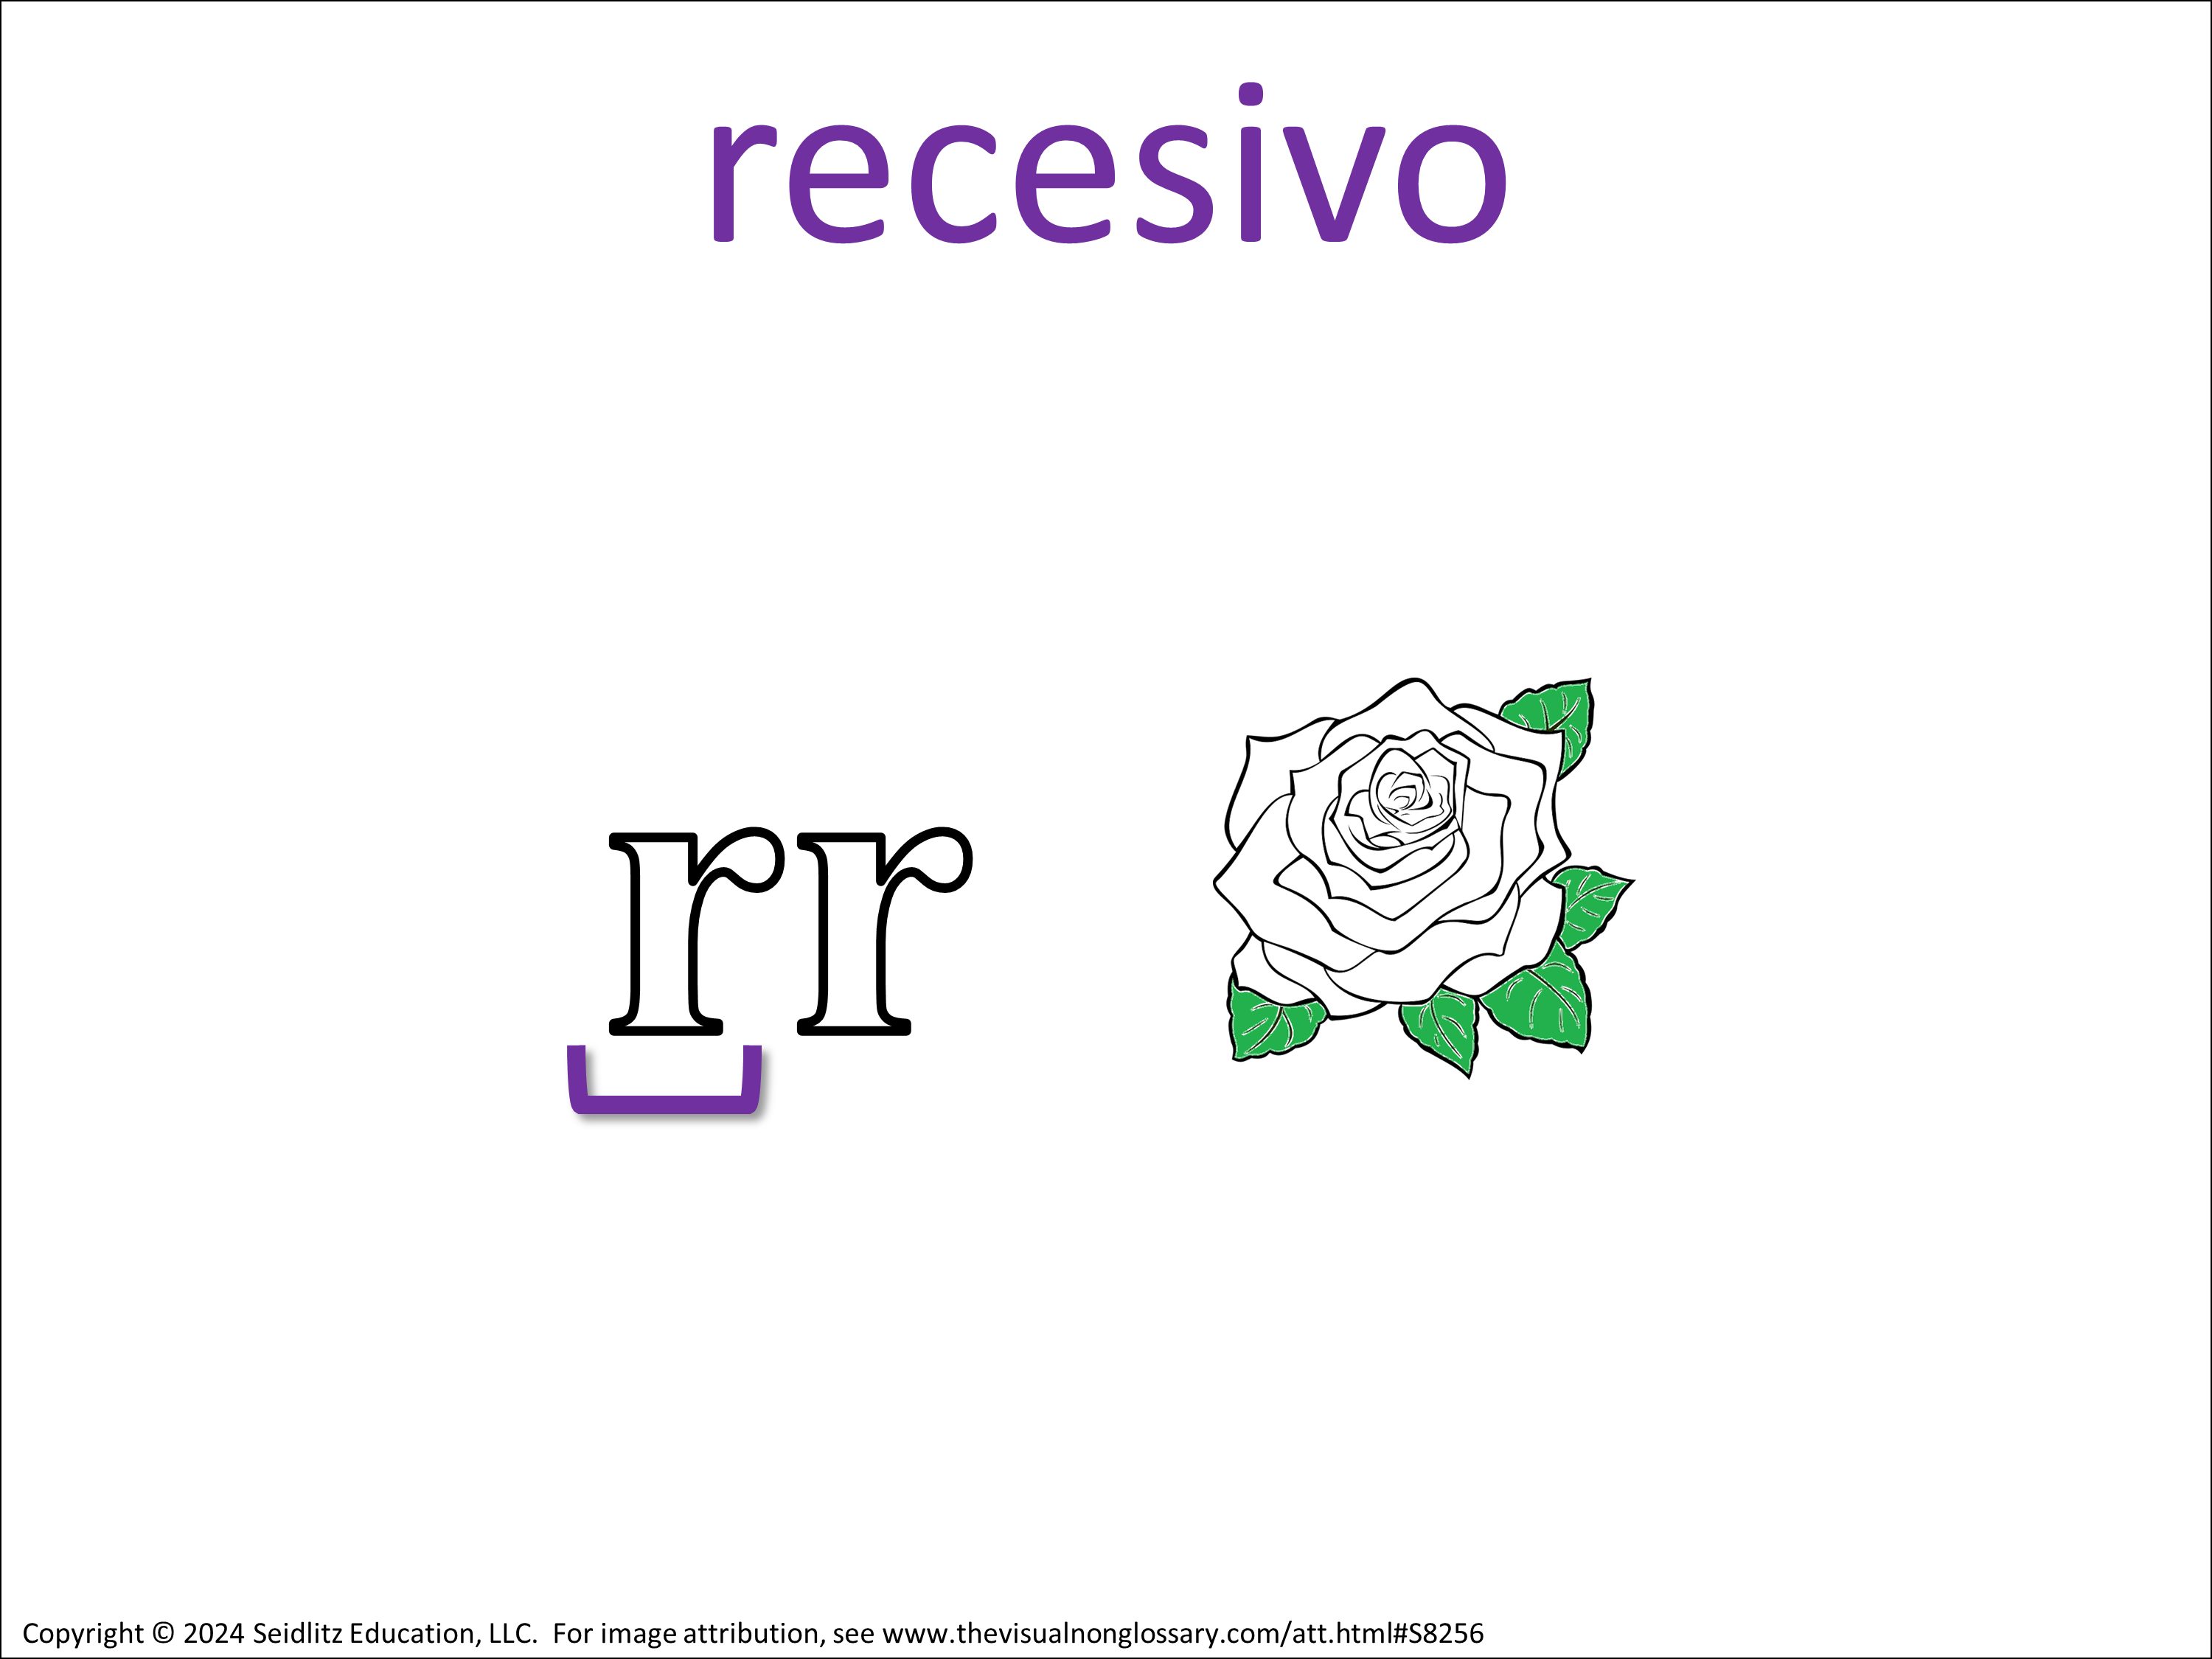 recesivo
rr
Copyright © 2024 Seidlitz Education, LLC.  For image attribution, see www.thevisualnonglossary.com/att.html#S8256